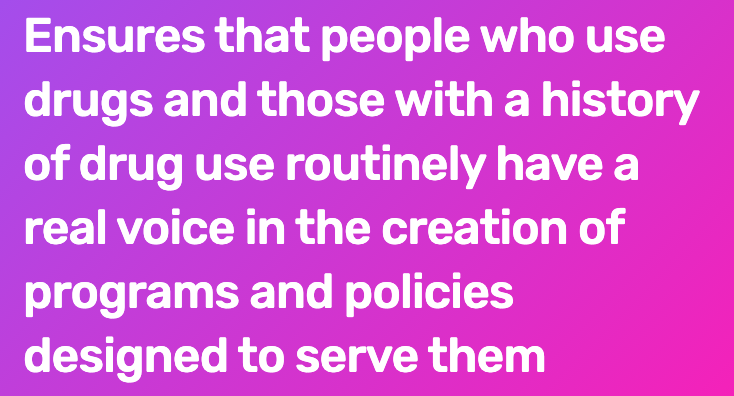 Ensures that people who use
drugs and those with a history
of drug use routinely have a
real voice in the creation of
programs and policies
designed to serve them